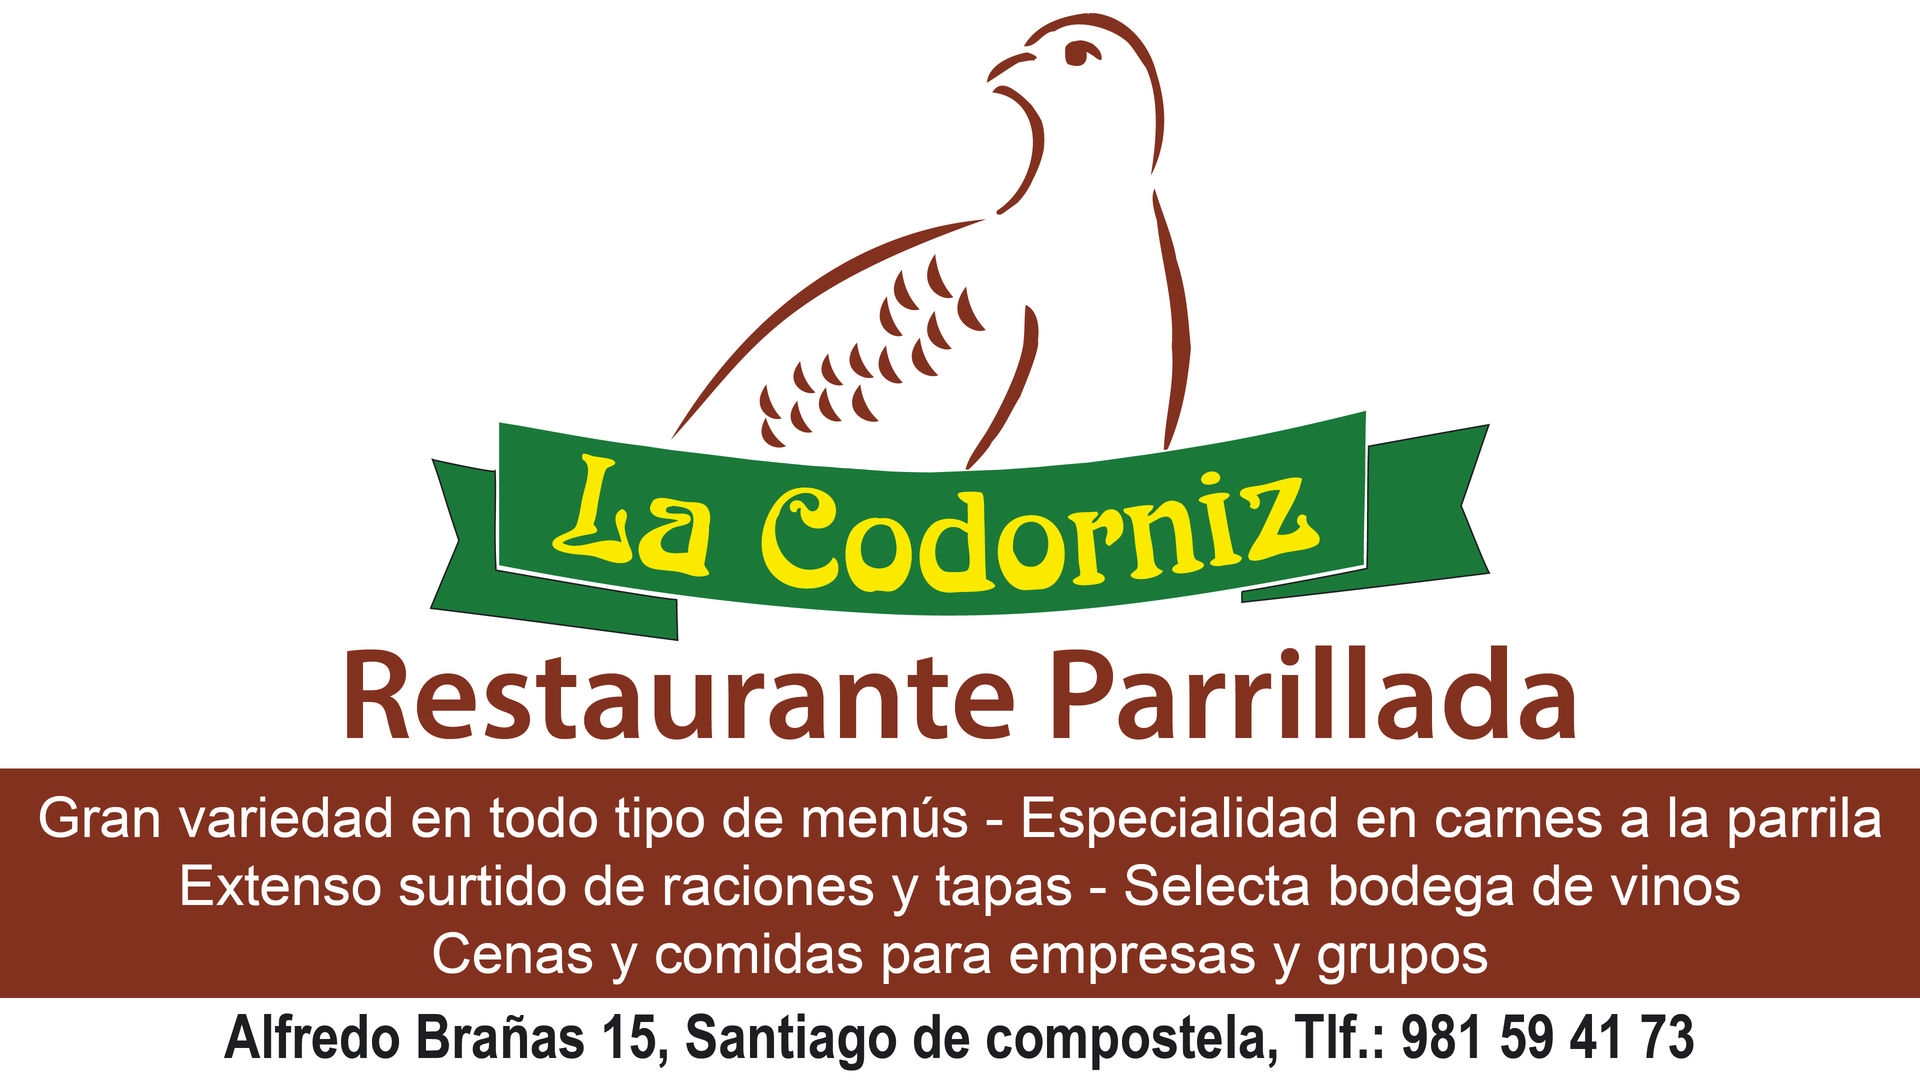 La Codorniz
Restaurante Parrillada
Gran variedad en todo tipo de menús - Especialidad en carnes a la parrila
Extenso surtido de raciones y tapas - Selecta bodega de vinos
Cenas y comidas para empresas y grupos
Alfredo Brañas 15, Santiago de compostela, Tlf.: 981 59 41 73